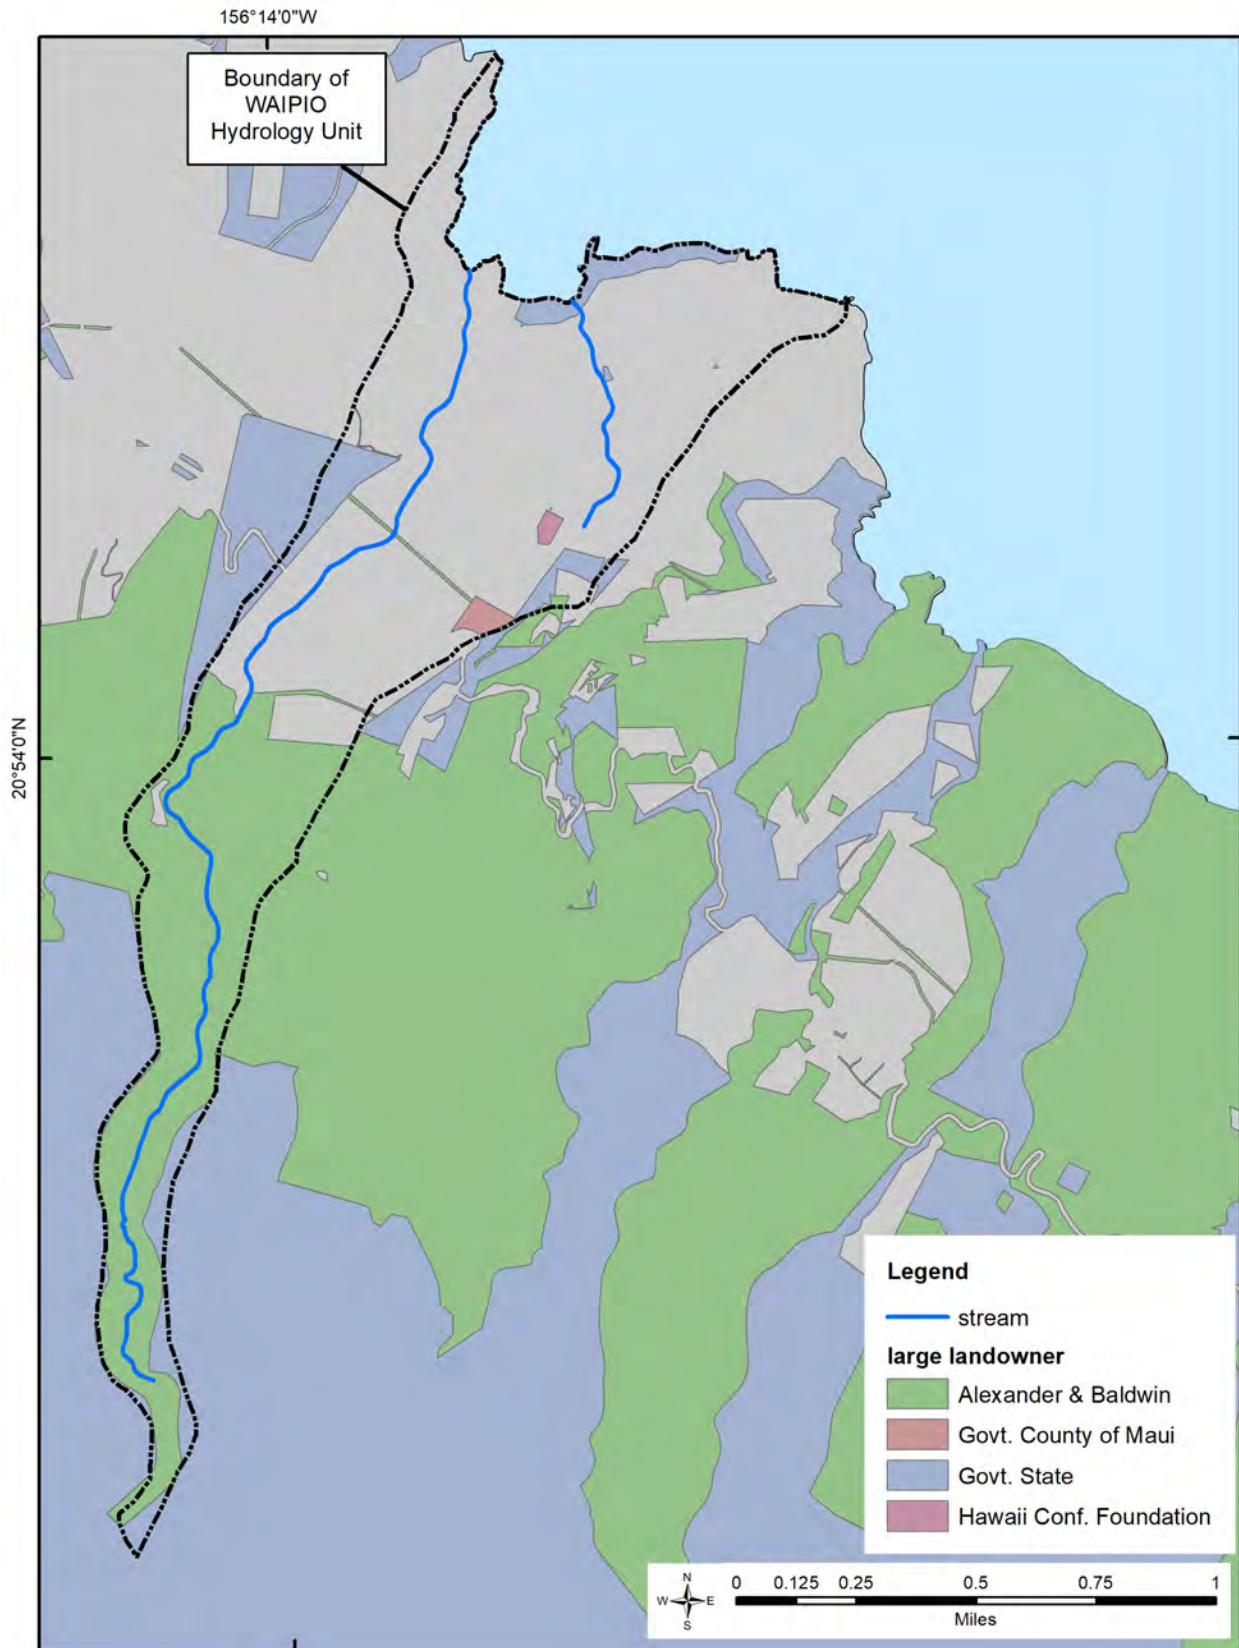 156°14'0"W
Boundary of
WAIPIO
Hydrology Unit
20°54'0"N
Legend
stream
large landowner
Alexander & Baldwin
Govt. County of Maui
Govt. State
Hawaii Conf. Foundation
N
W E
S
0 0.125 0.25 0.5 0.75 1
Miles